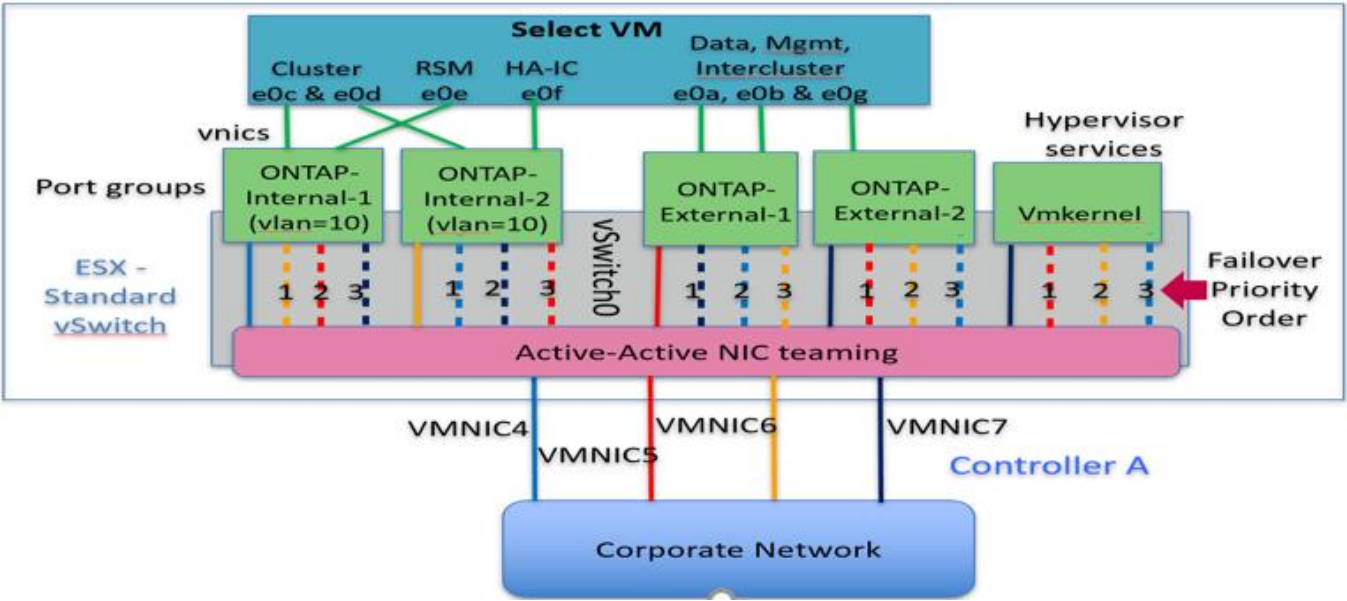 Select VM
Cluster
e0c & e0d
RSM
e0e
HA-IC
e0f
Data, Mgmt,
Intercluster
e0a, e0b & e0g
vnics
Hypervisor
services
Port groups
ONTAP-
Internal-1
(vlan=10)
ONTAP-
Internal-2
(vlan=10)
ONTAP-
External-1
ONTAP-
External-2
Vmkernel
ESX -
Standard
vSwitch
vSwitch0
1 2 3
1 2 3
1 2 3
1 2 3
1 2 3
Failover
Priority
Order
Active-Active NIC teaming
VMNIC4
VMNIC5
VMNIC6
VMNIC7
Controller A
Corporate Network